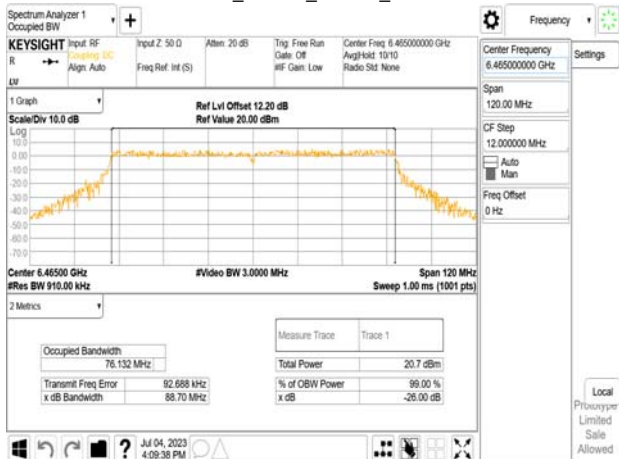 Spectrum Analyzer 1
Occupied BW
Frequency
KEYSIGHT Input: RF
Coupling: DC
Align: Auto
Input Z: 50 Ω
Freq Ref: Int (S)
Atten: 20 dB
Trig: Free Run
Gate: Off
#IF Gain: Low
Center Freq: 6.465000000 GHz
Avg|Hold: 10/10
Radio Std: None
R
LV
Center Frequency
6.465000000 GHz
Settings
Span
120.00 MHz
CF Step
12.000000 MHz
Auto
Man
Freq Offset
0 Hz
1 Graph
Scale/Div 10.0 dB
Ref Lvl Offset 12.20 dB
Ref Value 20.00 dBm
Log
10.0
0.00
-10.0
-20.0
-30.0
-40.0
-50.0
-60.0
-70.0
Center 6.46500 GHz
#Video BW 3.0000 MHz
Span 120 MHz
#Res BW 910.00 kHz
Sweep 1.00 ms (1001 pts)
2 Metrics
Measure Trace Trace 1
Occupied Bandwidth
76.132 MHz
Total Power 20.7 dBm
Transmit Freq Error 92.688 kHz
% of OBW Power 99.00 %
x dB Bandwidth 88.70 MHz
x dB -26.00 dB
Local
Prototype
Limited
Sale
Allowed
Jul 04, 2023
4:09:38 PM